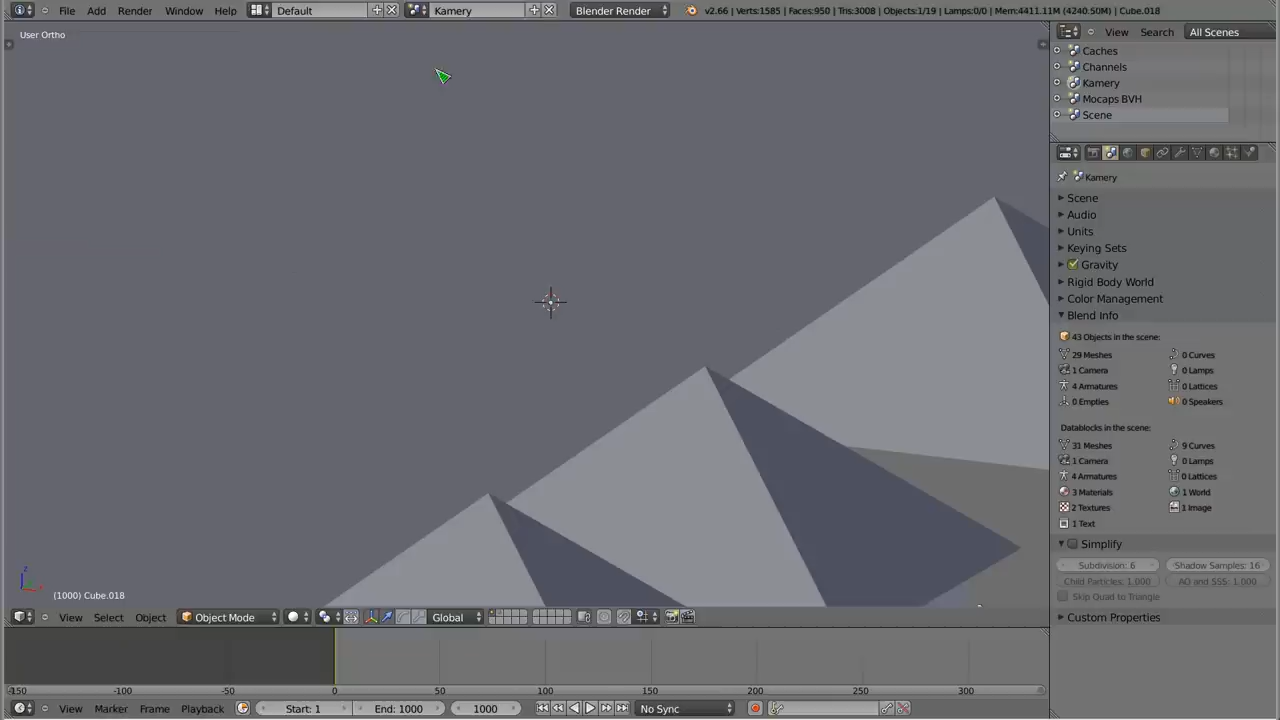 File Add Render Window Help Default Kamery Blender Render v2.66 | Verts:1585 | Faces:950 | Tris:3008 | Objects:1/19 | Lamps:0/0 | Mem:4411.11M (4240.50M) | Cube.018
User Ortho
View Search All Scenes
Caches
Channels
Kamery
Mocaps BVH
Scene
Kamery
Scene
Audio
Units
Keying Sets
Gravity
Rigid Body World
Color Management
Blend Info
43 Objects in the scene:
29 Meshes 0 Curves
1 Camera 0 Lamps
4 Armatures 0 Lattices
0 Empties 0 Speakers
Datablocks in the scene:
31 Meshes 9 Curves
1 Camera 0 Lamps
4 Armatures 0 Lattices
3 Materials 1 World
2 Textures 1 Image
1 Text
Simplify
Subdivision: 6 Shadow Samples: 16
Child Particles: 1.000 AO and SSS: 1.000
Skip Quad to Triangle
Custom Properties
z
(1000) Cube.018
View Select Object Object Mode Global
-150 -100 -50 0 50 100 150 200 250 300
View Marker Frame Playback Start: 1 End: 1000 1000 No Sync